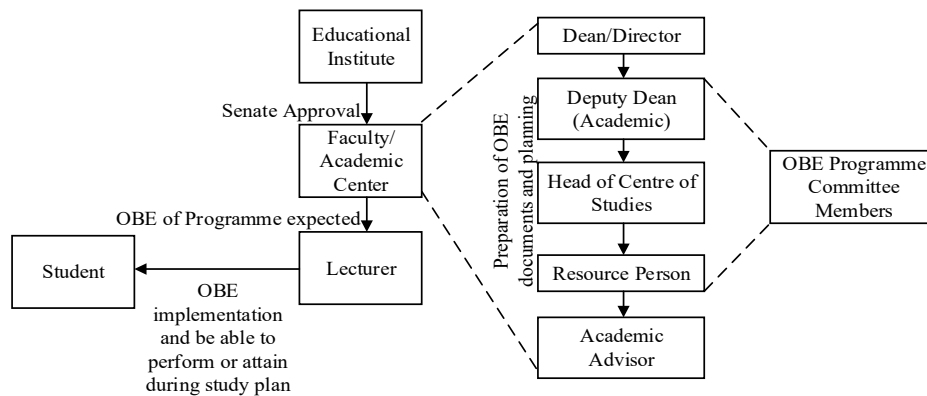 Educational
Institute
Senate Approval
Faculty/
Academic
Center
OBE of Programme expected
Lecturer
Student
OBE
implementation
and be able to
perform or attain
during study plan
Dean/Director
Deputy Dean
(Academic)
Head of Centre of
Studies
Resource Person
Academic
Advisor
Preparation of OBE
documents and planning
OBE Programme
Committee
Members